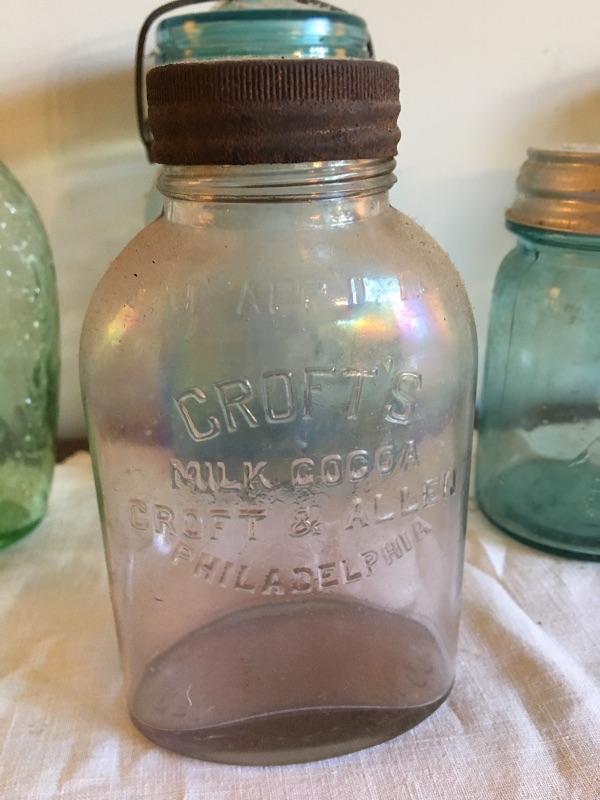 CROFT'S
MILK COCOA
CROFT & ALLEN
PHILADELPHIA